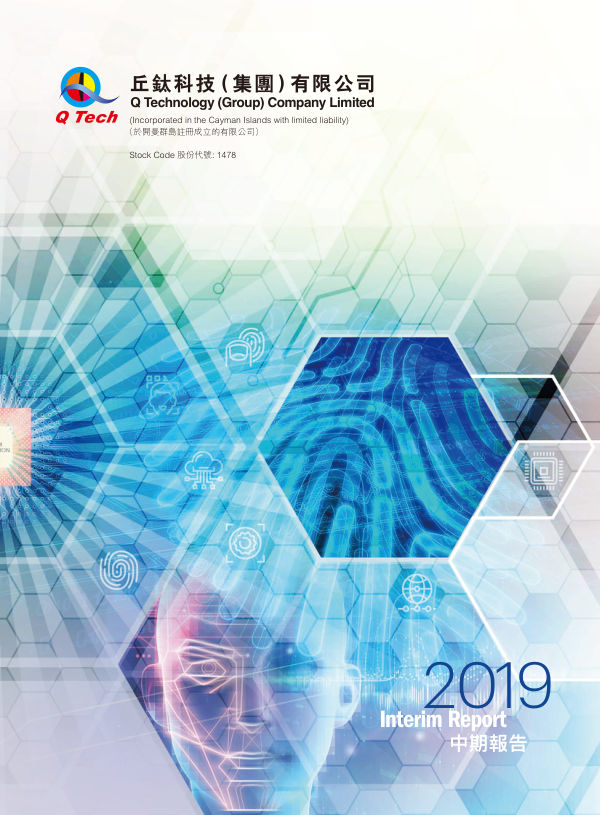 丘鈦科技(集團)有限公司
Q Technology (Group) Company Limited
Q Tech
(Incorporated in the Cayman Islands with limited liability)
(於開曼群島註冊成立的有限公司)
Stock Code 股份代號: 1478
2019
Interim Report
中期報告